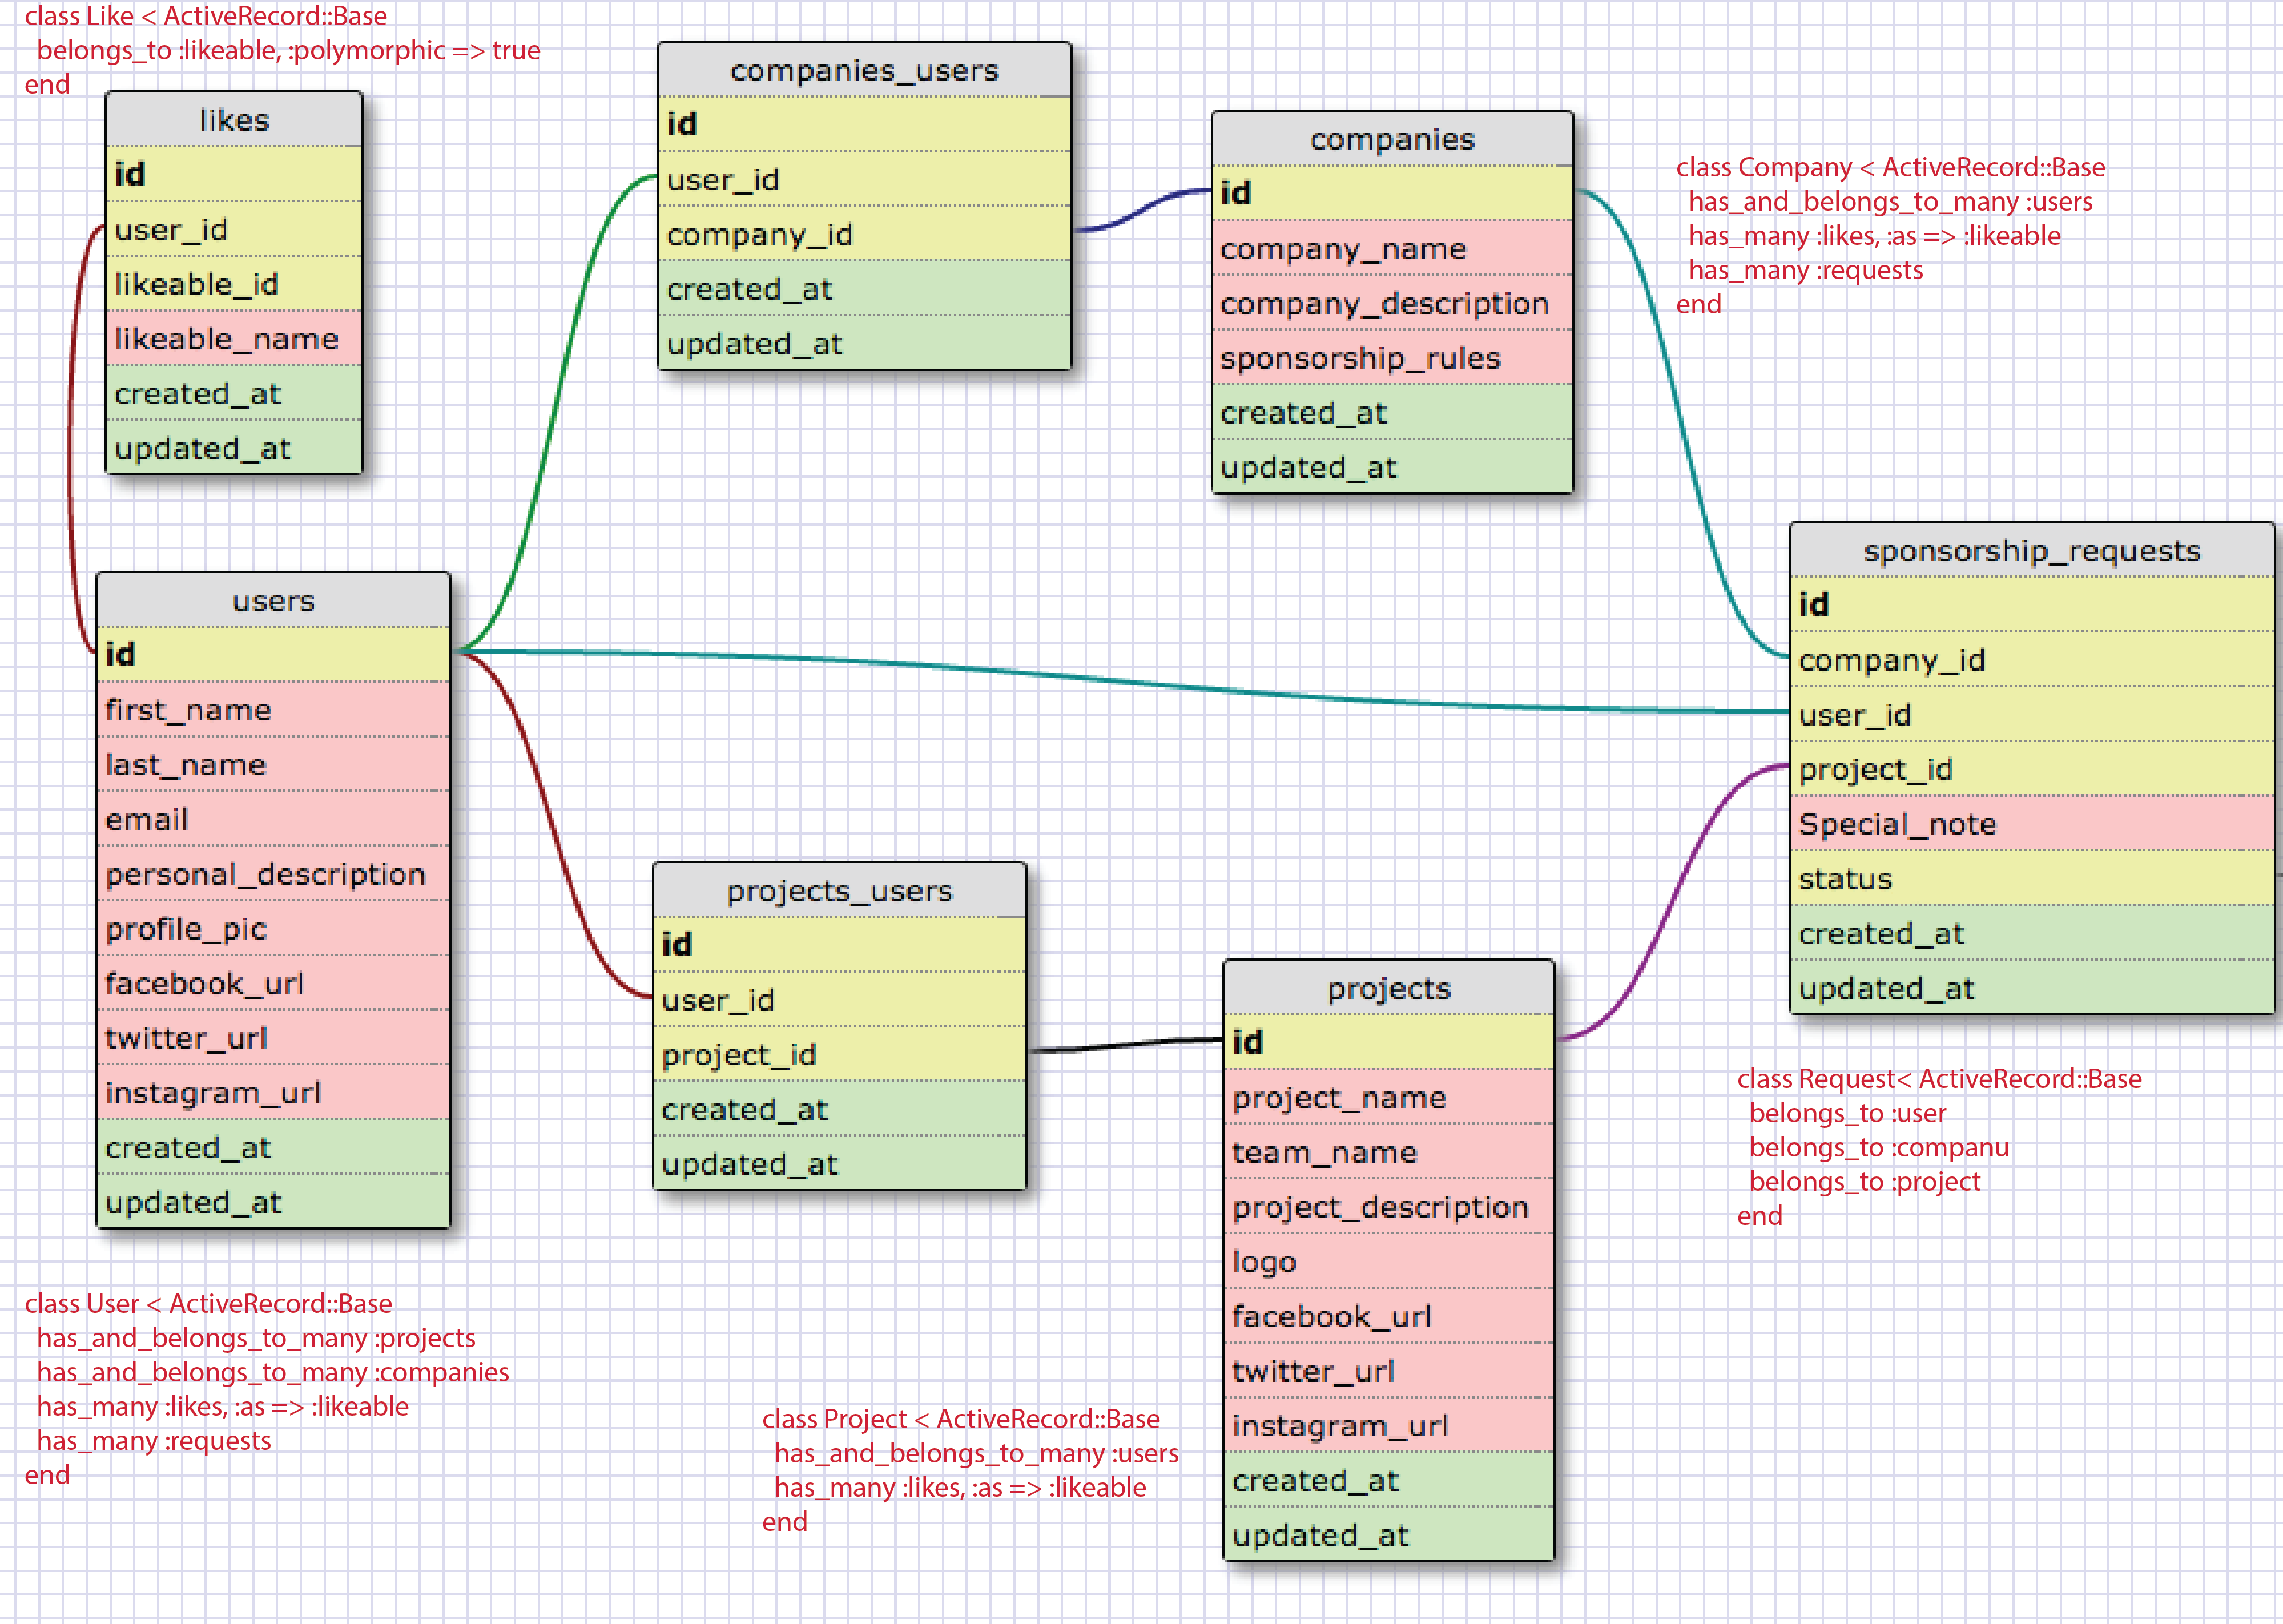 class Like < ActiveRecord::Base
belongs_to :likeable, :polymorphic => true
end
likes
id
user_id
likeable_id
likeable_name
created_at
updated_at
companies_users
id
user_id
company_id
created_at
updated_at
companies
id
company_name
company_description
sponsorship_rules
created_at
updated_at
class Company < ActiveRecord::Base
has_and_belongs_to_many :users
has_many :likes, :as => :likeable
has_many :requests
end
users
id
first_name
last_name
email
personal_description
profile_pic
facebook_url
twitter_url
instagram_url
created_at
updated_at
sponsorship_requests
id
company_id
user_id
project_id
Special_note
status
created_at
updated_at
projects_users
id
user_id
project_id
created_at
updated_at
projects
id
project_name
team_name
project_description
logo
facebook_url
twitter_url
instagram_url
created_at
updated_at
class Request< ActiveRecord::Base
belongs_to :user
belongs_to :companu
belongs_to :project
end
class User < ActiveRecord::Base
has_and_belongs_to_many :projects
has_and_belongs_to_many :companies
has_many :likes, :as => :likeable
has_many :requests
end
class Project < ActiveRecord::Base
has_and_belongs_to_many :users
has_many :likes, :as => :likeable
end